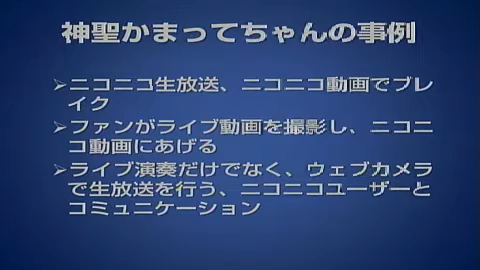 神聖かまってちゃんの事例
➢ニコニコ生放送、ニコニコ動画でブレ
イク
➢ファンがライブ動画を撮影し、ニコニ
コ動画にあげる
➢ライブ演奏だけでなく、ウェブカメラ
で生放送を行う、ニコニコユーザーと
コミュニケーション